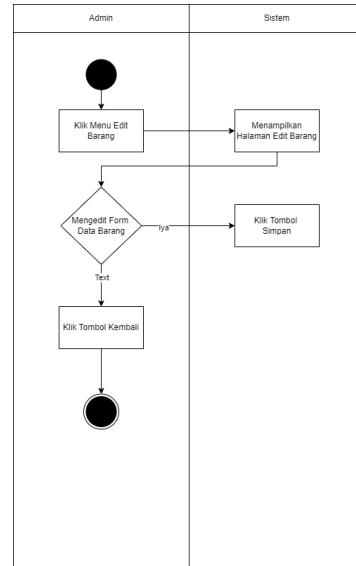 Admin
Sistem
Klik Menu Edit
Barang
Menampilkan
Halaman Edit Barang
Mengedit Form
Data Barang
Iya
Klik Tombol
Simpan
Text
Klik Tombol Kembali